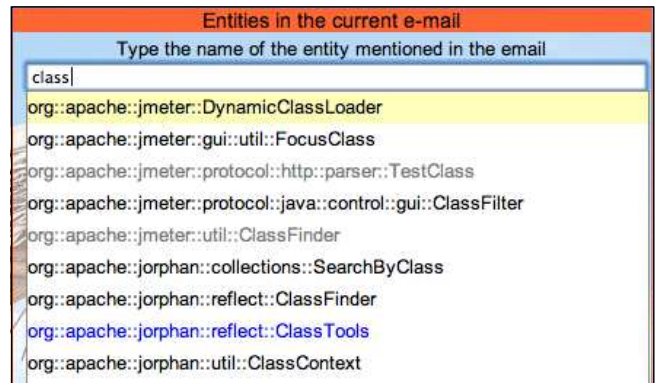 Entities in the current e-mail
Type the name of the entity mentioned in the email
class
org::apache::jmeter::DynamicClassLoader
org::apache::jmeter::gui::util::FocusClass
org::apache::jmeter::protocol::http::parser::TestClass
org::apache::jmeter::protocol::java::control::gui::ClassFilter
org::apache::jmeter::util::ClassFinder
org::apache::jorphan::collections::SearchByClass
org::apache::jorphan::reflect::ClassFinder
org::apache::jorphan::reflect::ClassTools
org::apache::jorphan::util::ClassContext